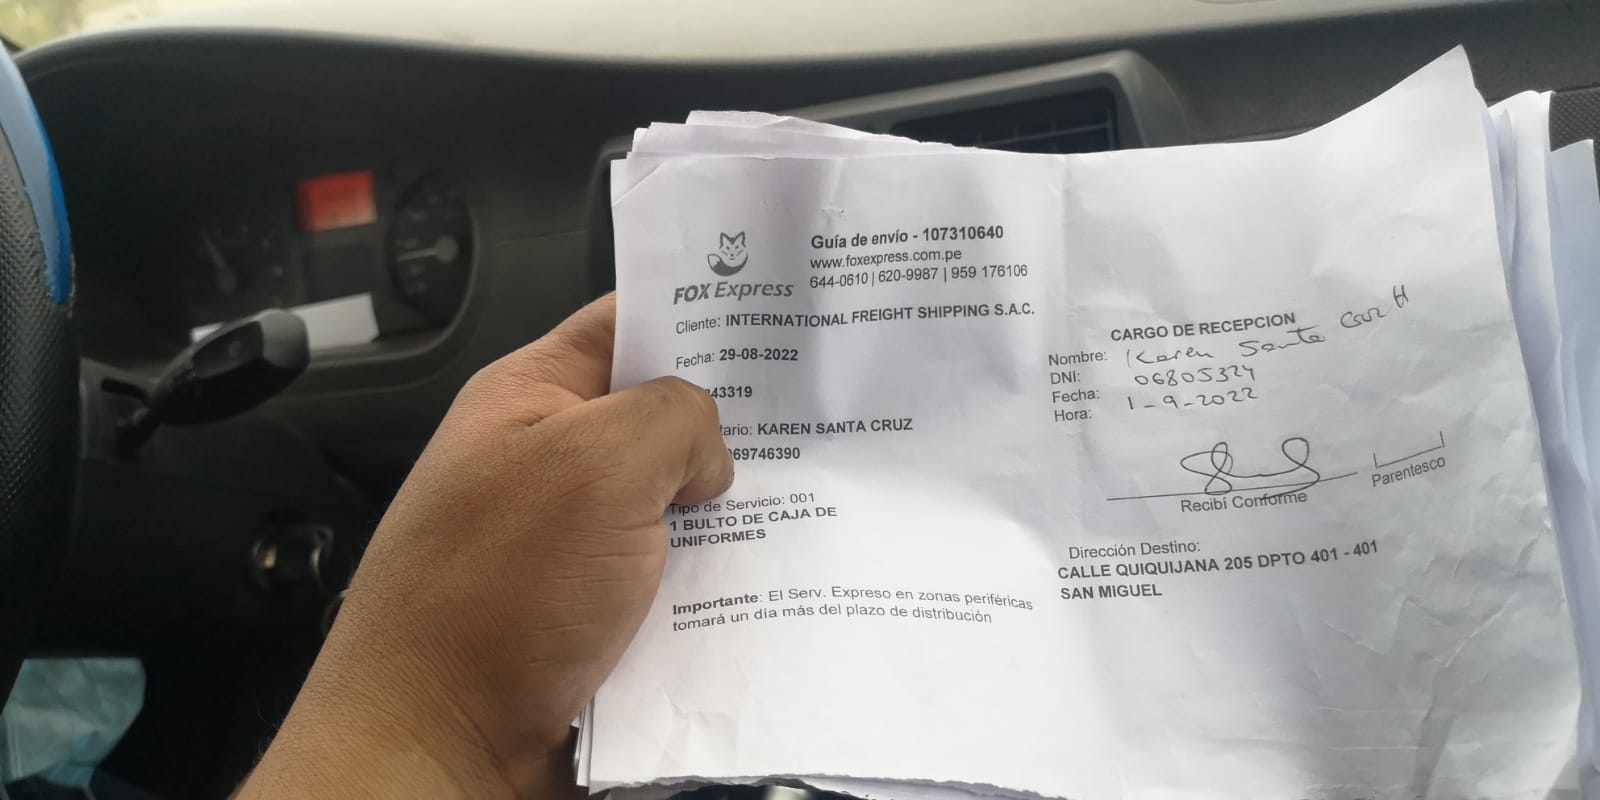 FOX Express
Guía de envío - 107310640
www.foxexpress.com.pe
644-0610 | 620-9987 | 959 176106
Cliente: INTERNATIONAL FREIGHT SHIPPING S.A.C.
Fecha: 29-08-2022
43319
tario: KAREN SANTA CRUZ
69746390
Tipo de Servicio: 001
1 BULTO DE CAJA DE
UNIFORMES
Importante: El Serv. Expreso en zonas periféricas
tomará un día más del plazo de distribución
CARGO DE RECEPCION
Nombre: Karen Santa Cruz H
DNI: 06805324
Fecha: 1-9-2022
Hora:
Recibí Conforme
Parentesco
Dirección Destino:
CALLE QUIQUIJANA 205 DPTO 401 - 401
SAN MIGUEL